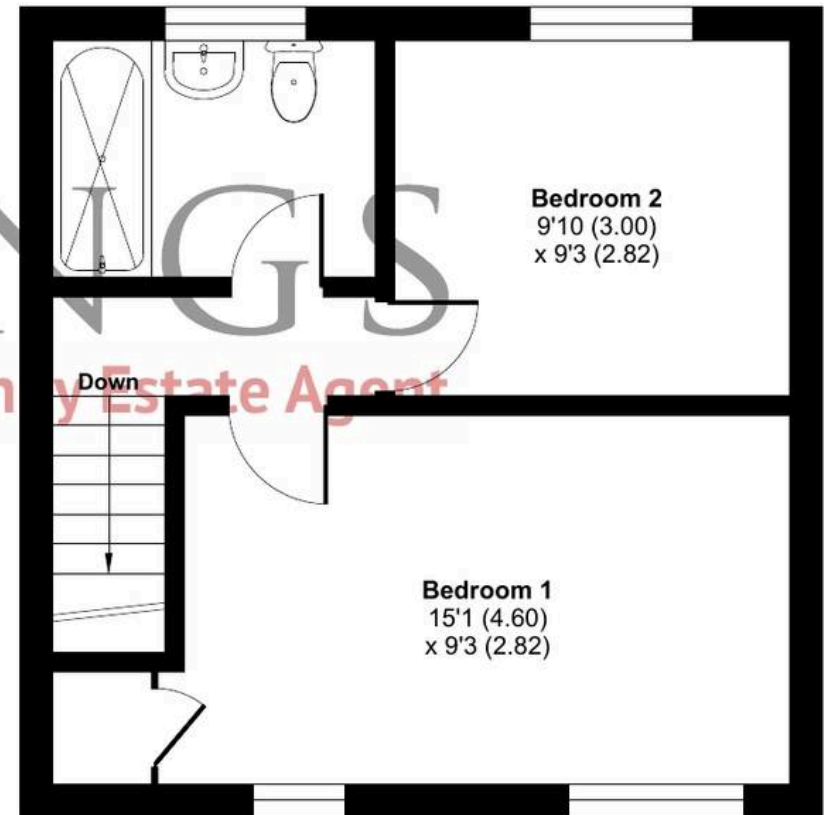 Bedroom 2
9'10 (3.00)
x 9'3 (2.82)
NGS
y Estate Agent
Down
Bedroom 1
15'1 (4.60)
x 9'3 (2.82)